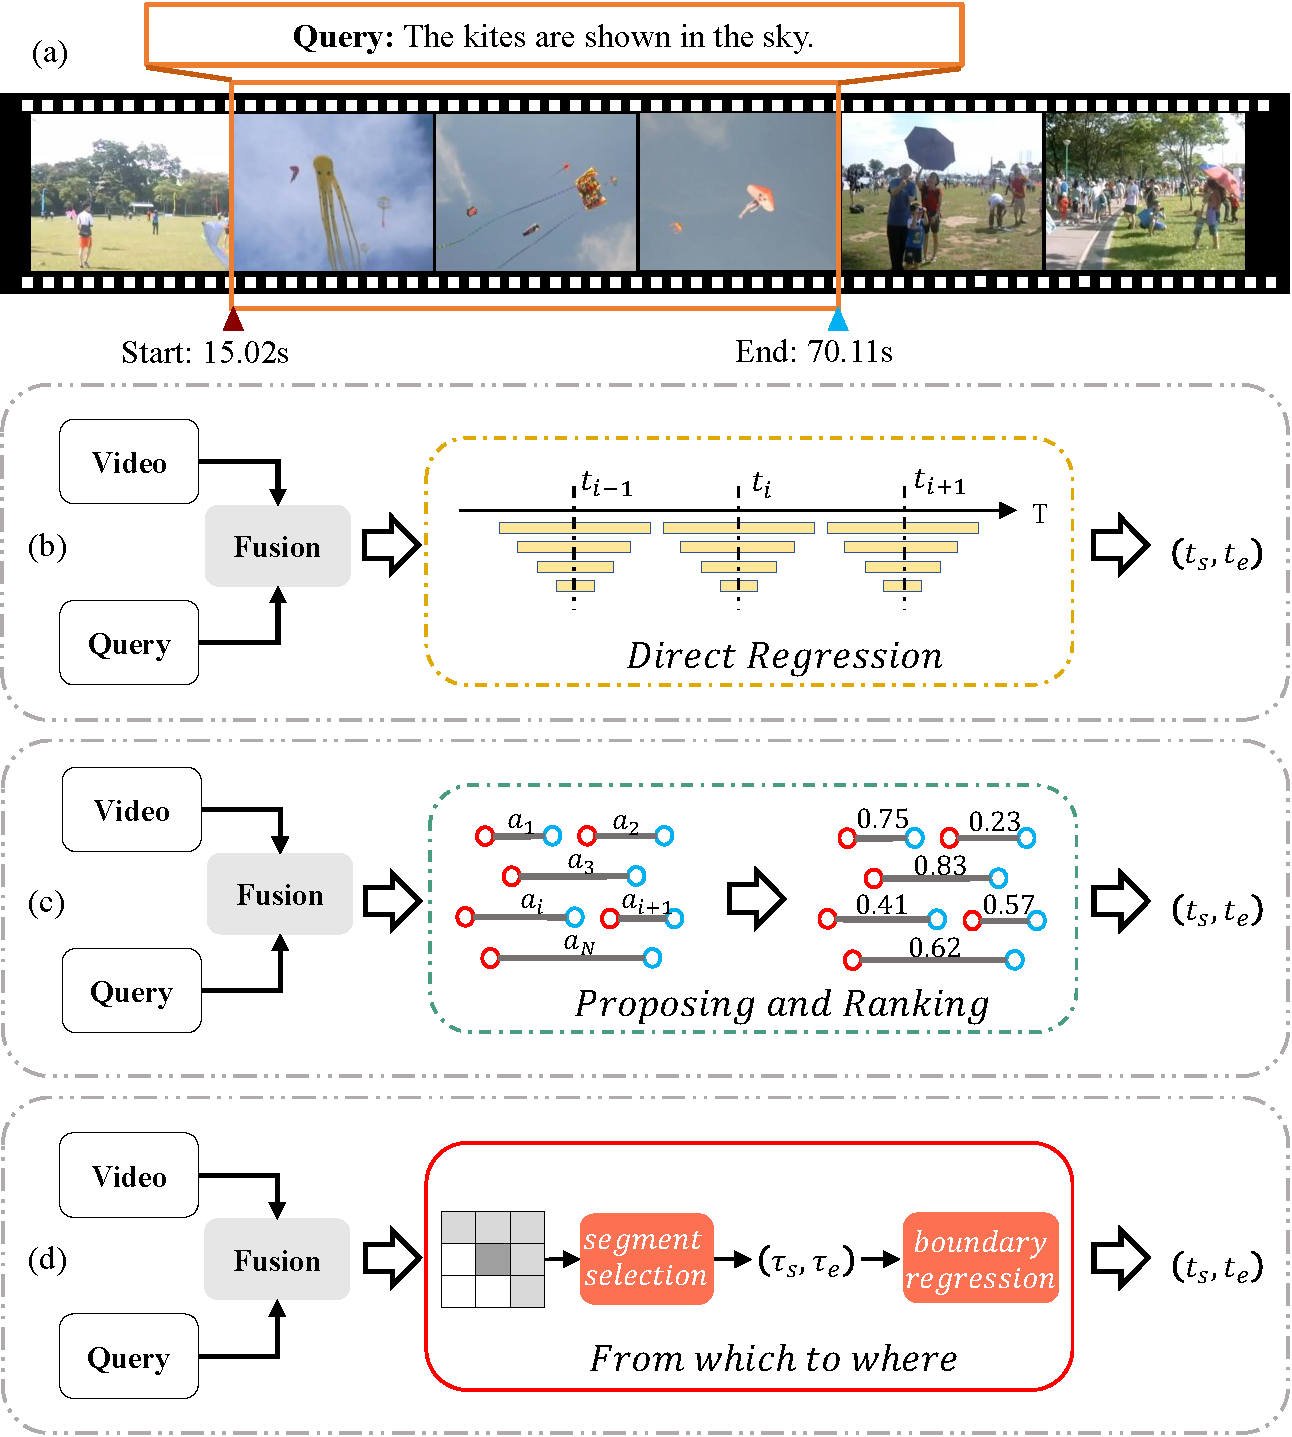 (a)
Query: The kites are shown in the sky.
Start: 15.02s
End: 70.11s
(b)
Video
Query
Fusion
t_{i−1}
t_i
t_{i+1}
T
Direct Regression
(t_s, t_e)
(c)
Video
Query
Fusion
a_1
a_2
a_3
a_i
a_{i+1}
a_N
0.75
0.23
0.83
0.41
0.57
0.62
Proposing and Ranking
(t_s, t_e)
(d)
Video
Query
Fusion
segment
selection
(τ_s, τ_e)
boundary
regression
From which to where
(t_s, t_e)